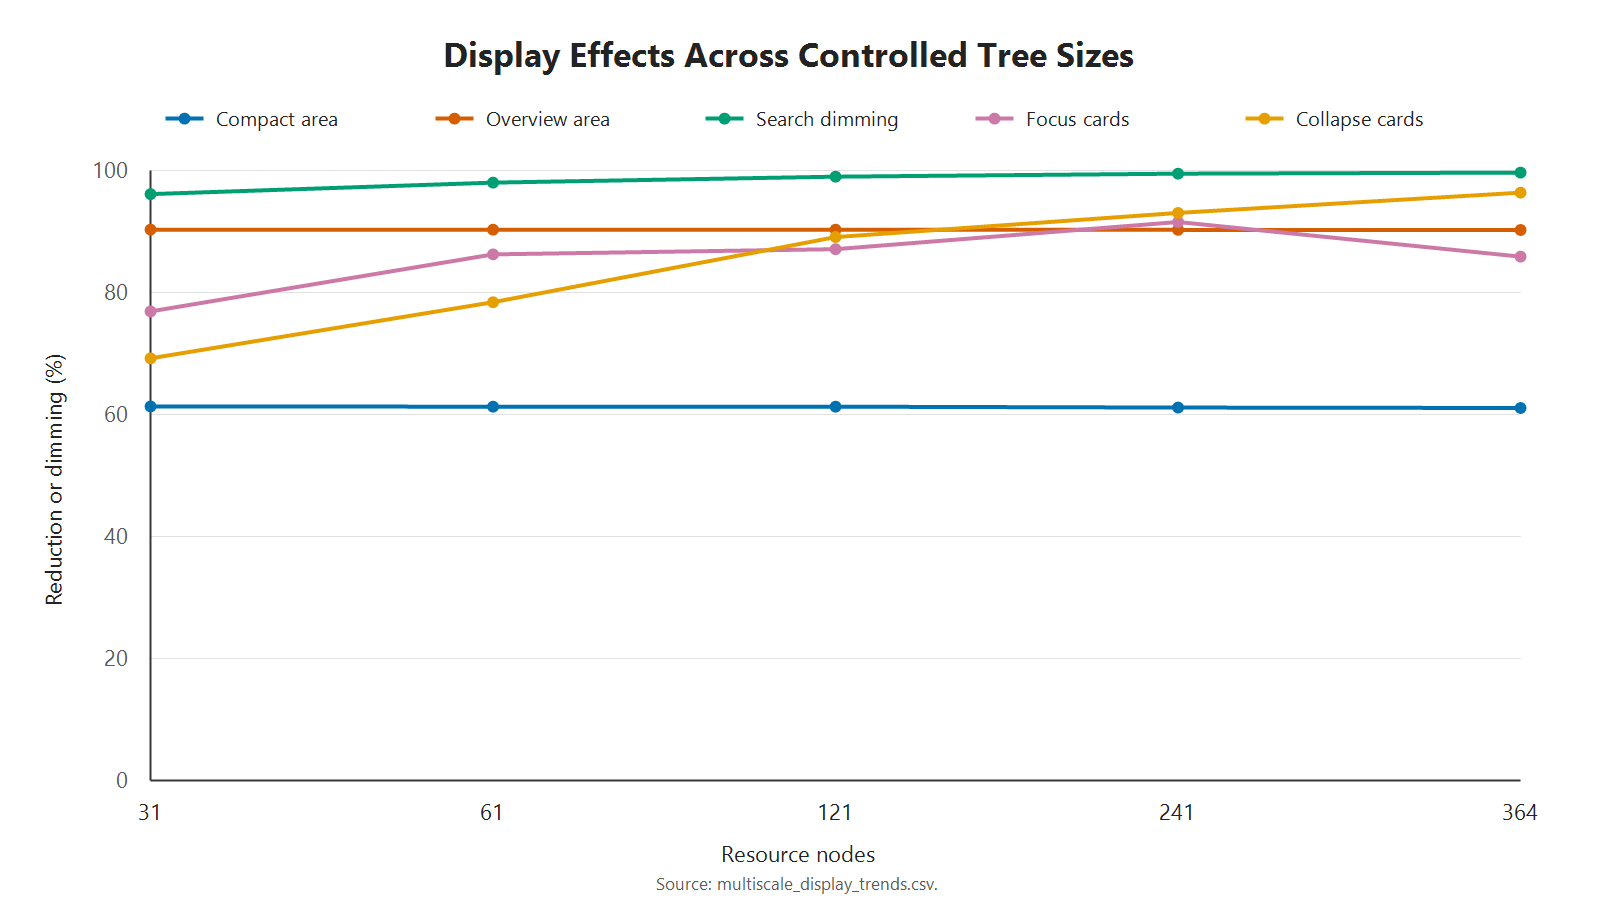 Display Effects Across Controlled Tree Sizes
Compact area Overview area Search dimming Focus cards Collapse cards
100
80
60
40
20
0
Reduction or dimming (%)
31 61 121 241 364
Resource nodes
Source: multiscale_display_trends.csv.